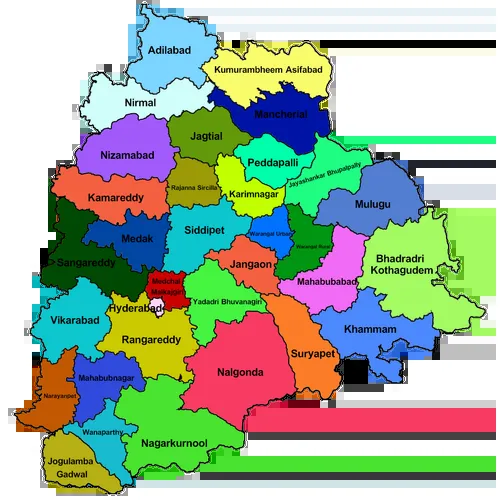 Adilabad
Kumurambheem Asifabad
Nirmal
Mancherial
Jagtial
Nizamabad
Peddapalli
Jayashankar Bhupalpally
Kamareddy
Rajanna Sircilla
Karimnagar
Mulugu
Medak
Siddipet
Warangal Urban
Warangal Rural
Bhadradri
Kothagudem
Sangareddy
Jangaon
Mahabubabad
Medchal
Malkajgiri
Yadadri Bhuvanagiri
Hyderabad
Vikarabad
Khammam
Rangareddy
Suryapet
Nalgonda
Mahabubnagar
Narayanpet
Wanaparthy
Nagarkurnool
Jogulamba
Gadwal